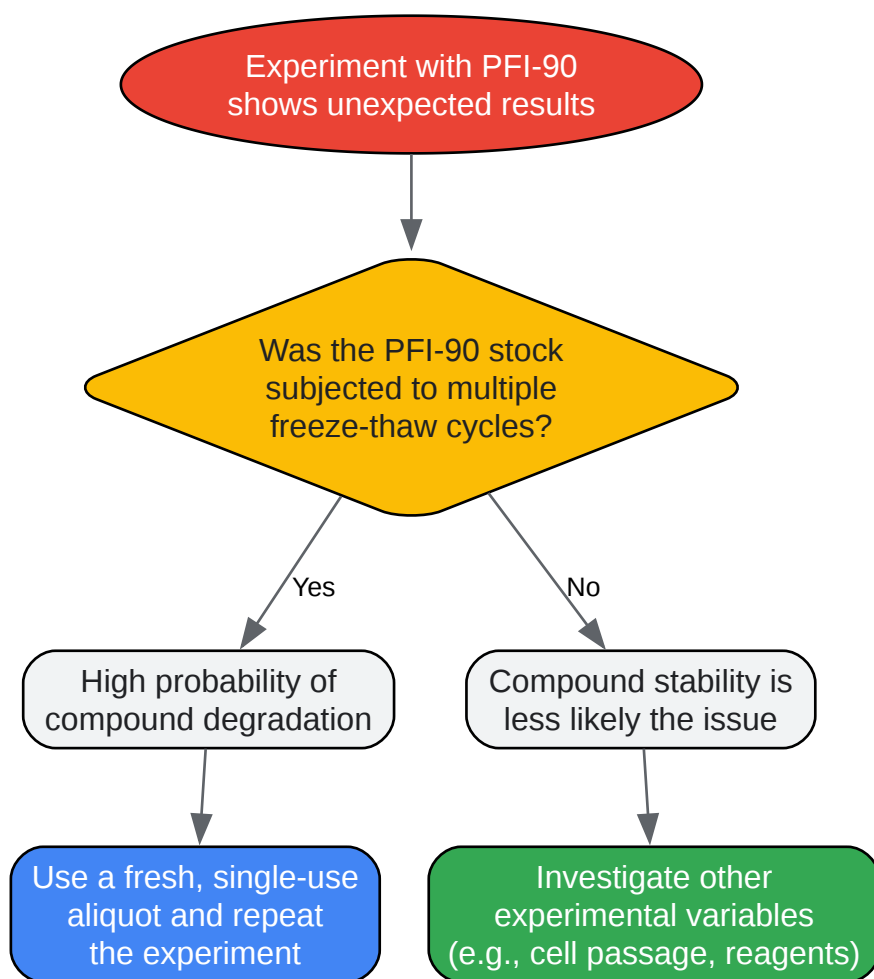 Experiment with PFI-90
shows unexpected results
Was the PFI-90 stock
subjected to multiple
freeze-thaw cycles?
Yes
No
High probability of
compound degradation
Compound stability is
less likely the issue
Use a fresh, single-use
aliquot and repeat
the experiment
Investigate other
experimental variables
(e.g., cell passage, reagents)